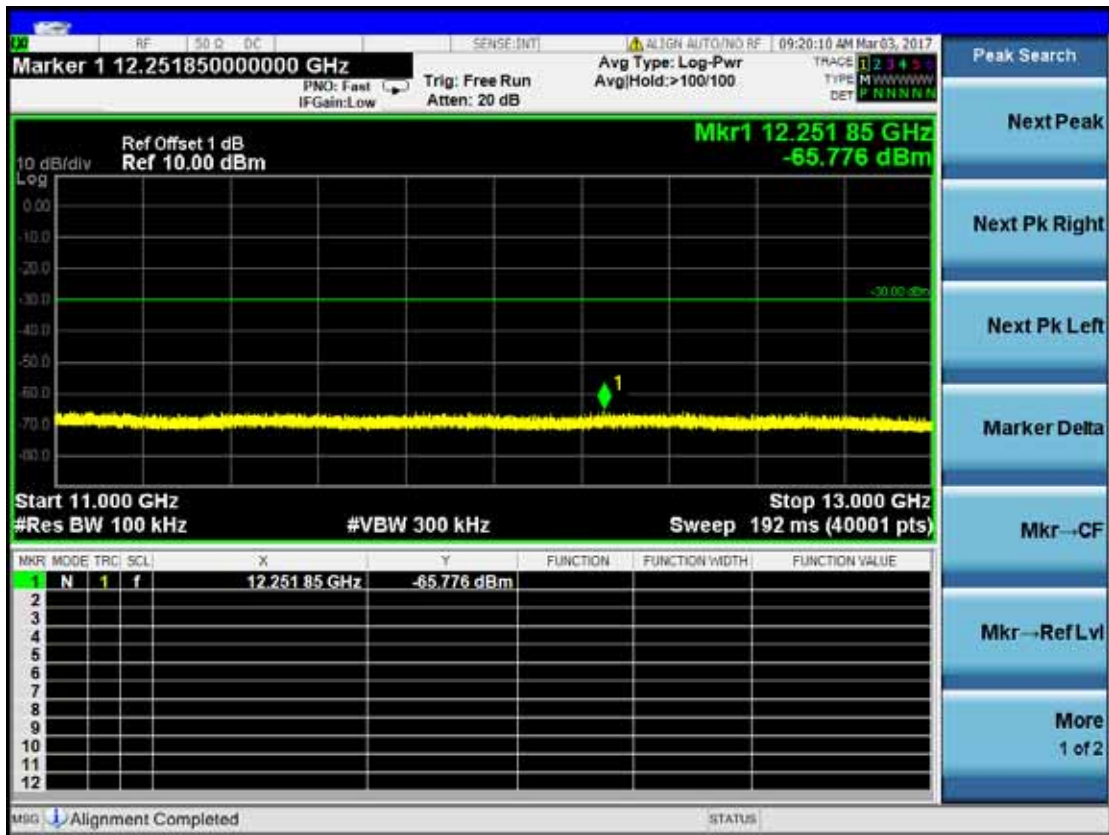 LXI RF 50 Ω DC SENSE:INT ALIGN AUTO/NO RF 09:20:10 AM Mar 03, 2017
Marker 1 12.251850000000 GHz
PNO: Fast
IFGain:Low
Trig: Free Run
Atten: 20 dB
Avg Type: Log-Pwr
Avg|Hold:>100/100
TRACE 1 2 3 4 5 6
TYPE MWWWWW
DET P NNNNN
Mkr1 12.251 85 GHz
-65.776 dBm
Ref Offset 1 dB
10 dB/div Ref 10.00 dBm
Log
0.00
-10.0
-20.0
-30.0
-30.00 dBm
-40.0
-50.0
1
-60.0
-70.0
-80.0
Start 11.000 GHz Stop 13.000 GHz
#Res BW 100 kHz #VBW 300 kHz Sweep 192 ms (40001 pts)
MKR MODE TRC SCL X Y FUNCTION FUNCTION WIDTH FUNCTION VALUE
1 N 1 f 12.251 85 GHz -65.776 dBm
2
3
4
5
6
7
8
9
10
11
12
MSG Alignment Completed STATUS
Peak Search
Next Peak
Next Pk Right
Next Pk Left
Marker Delta
Mkr→CF
Mkr→Ref Lvl
More
1 of 2